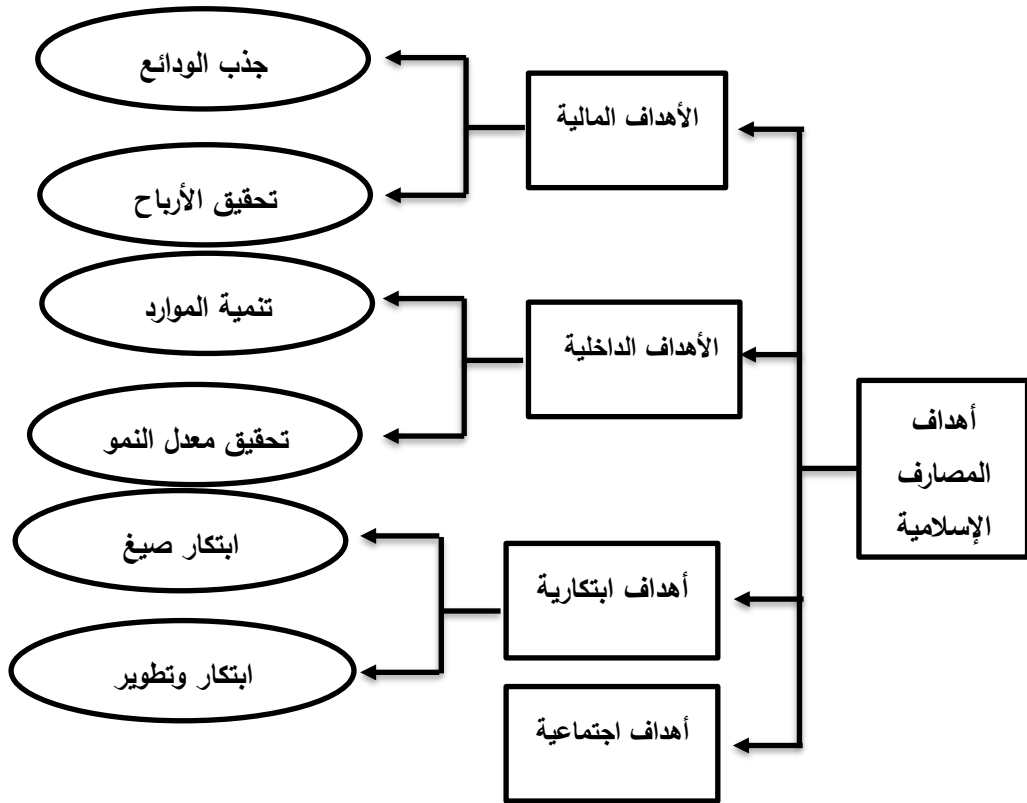 أهداف
المصارف
الإسلامية
الأهداف المالية
جذب الودائع
تحقيق الأرباح
الأهداف الداخلية
تنمية الموارد
تحقيق معدل النمو
أهداف ابتكارية
ابتكار صيغ
ابتكار وتطوير
أهداف اجتماعية